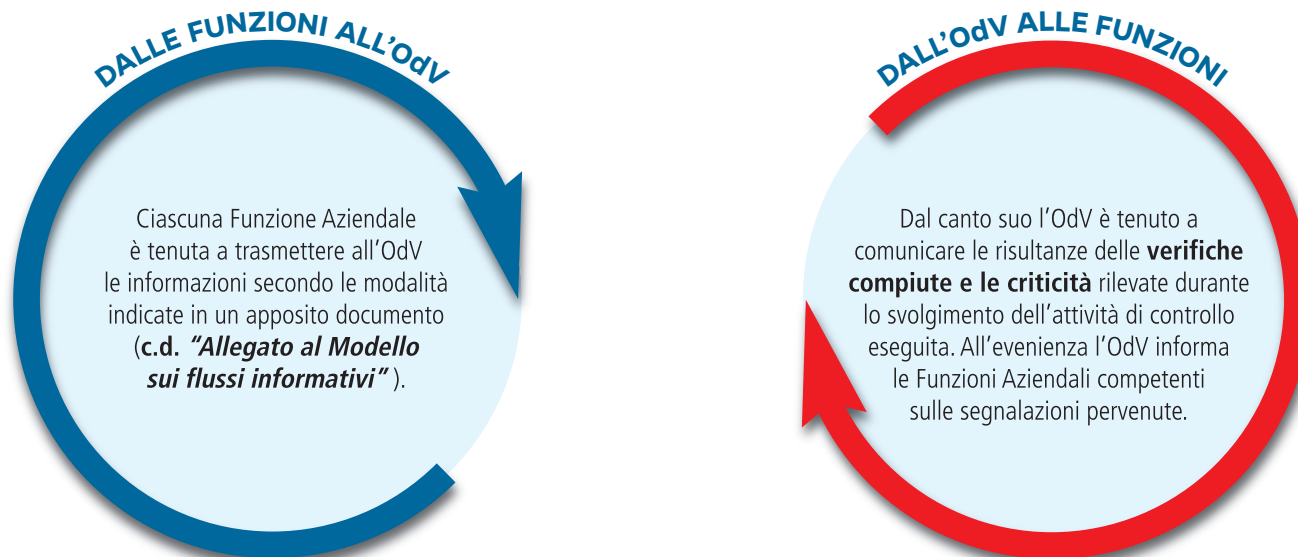 DALLE FUNZIONI ALL'OdV
Ciascuna Funzione Aziendale
è tenuta a trasmettere all'OdV
le informazioni secondo le modalità
indicate in un apposito documento
(c.d. "Allegato al Modello
sui flussi informativi" ).
DALL'OdV ALLE FUNZIONI
Dal canto suo l'OdV è tenuto a
comunicare le risultanze delle verifiche
compiute e le criticità rilevate durante
lo svolgimento dell'attività di controllo
eseguita. All'evenienza l'OdV informa
le Funzioni Aziendali competenti
sulle segnalazioni pervenute.